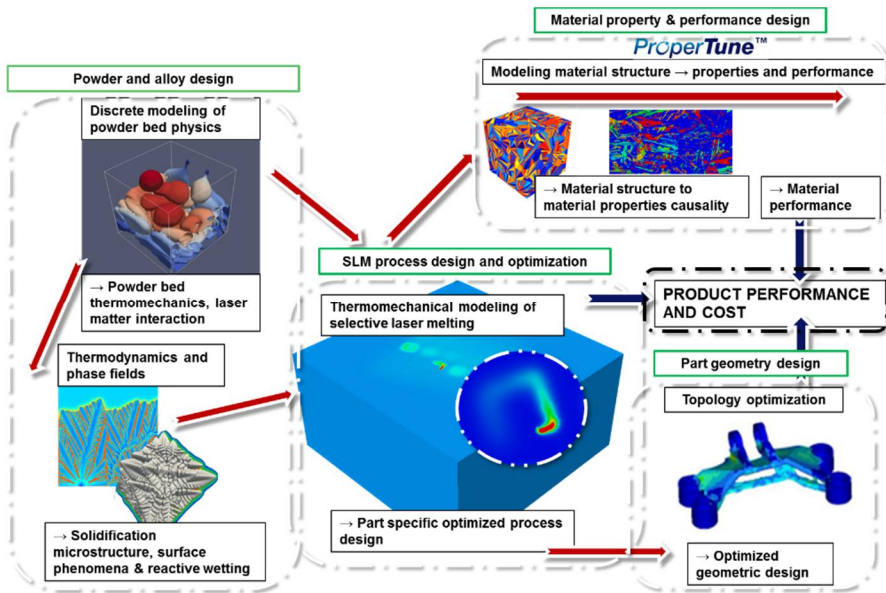 Material property & performance design
ProperTune™
Modeling material structure → properties and performance
→ Material structure to
material properties causality
→ Material
performance
Powder and alloy design
Discrete modeling of
powder bed physics
→ Powder bed
thermomechanics, laser
matter interaction
Thermodynamics and
phase fields
→ Solidification
microstructure, surface
phenomena & reactive wetting
SLM process design and optimization
Thermomechanical modeling of
selective laser melting
→ Part specific optimized process
design
PRODUCT PERFORMANCE
AND COST
Part geometry design
Topology optimization
→ Optimized
geometric design